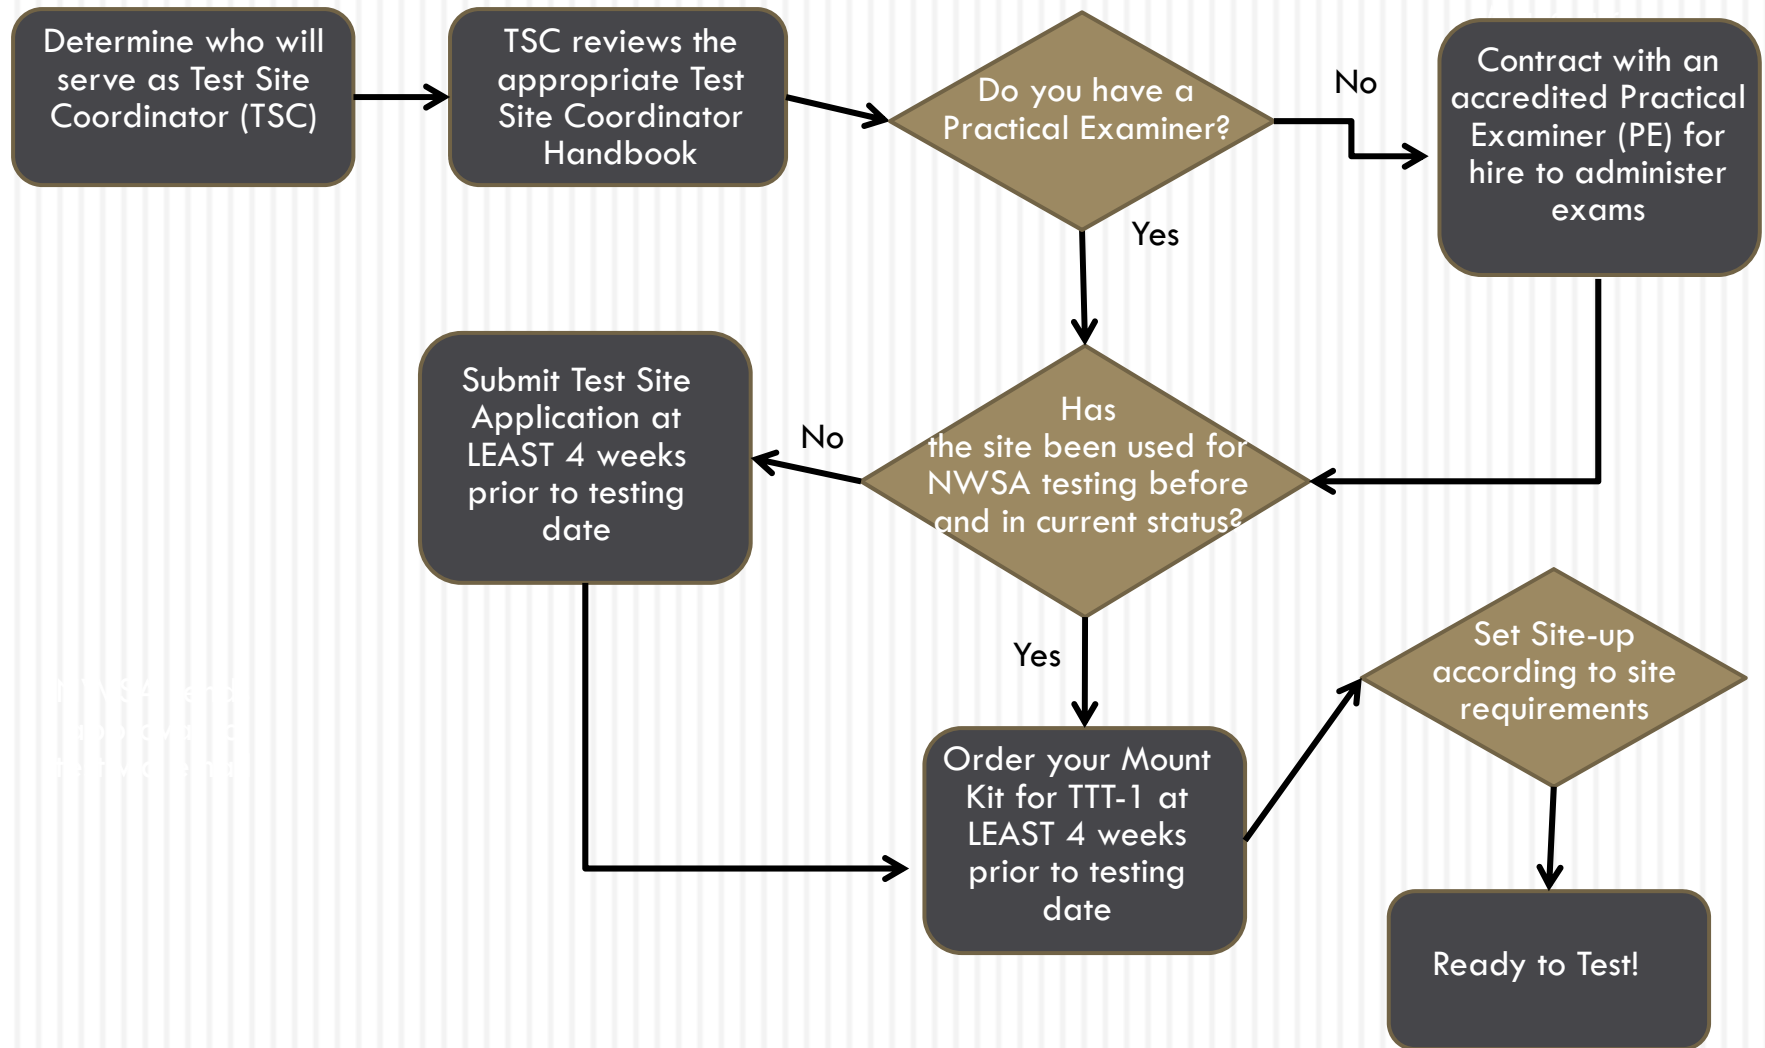 Determine who will
serve as Test Site
Coordinator (TSC)
TSC reviews the
appropriate Test
Site Coordinator
Handbook
Do you have a
Practical Examiner?
No
Contract with an
accredited Practical
Examiner (PE) for
hire to administer
exams
Yes
Submit Test Site
Application at
LEAST 4 weeks
prior to testing
date
No
Has
the site been used for
NWSA testing before
and in current status?
Yes
Set Site-up
according to site
requirements
Order your Mount
Kit for TTT-1 at
LEAST 4 weeks
prior to testing
date
Ready to Test!